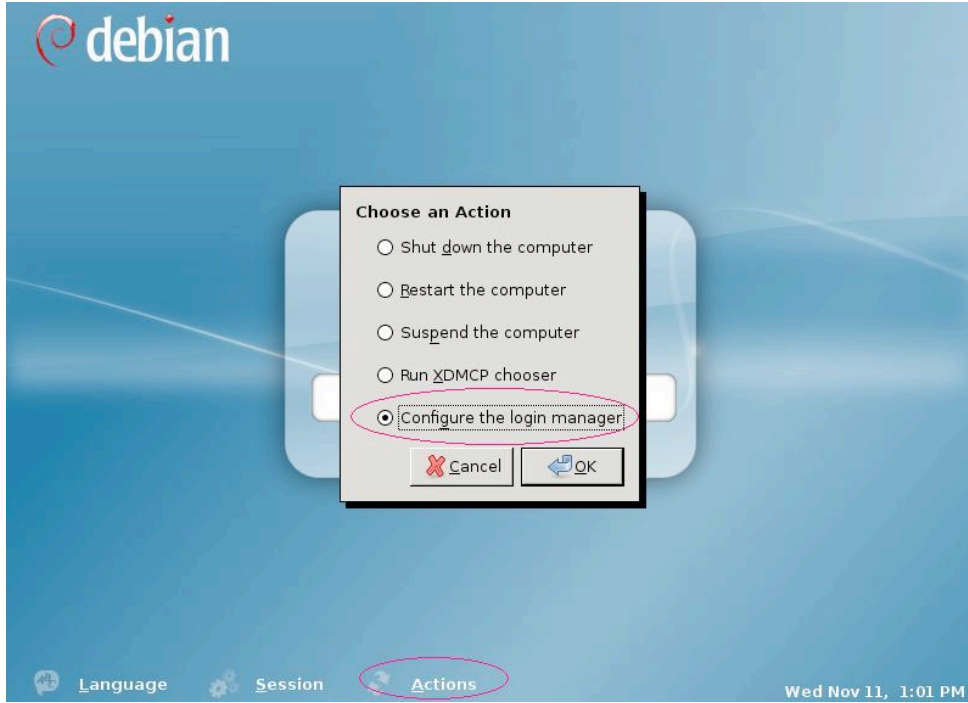 debian
Choose an Action
Shut down the computer
Restart the computer
Suspend the computer
Run XDMCP chooser
Configure the login manager
Cancel
OK
Language
Session
Actions
Wed Nov 11, 1:01 PM